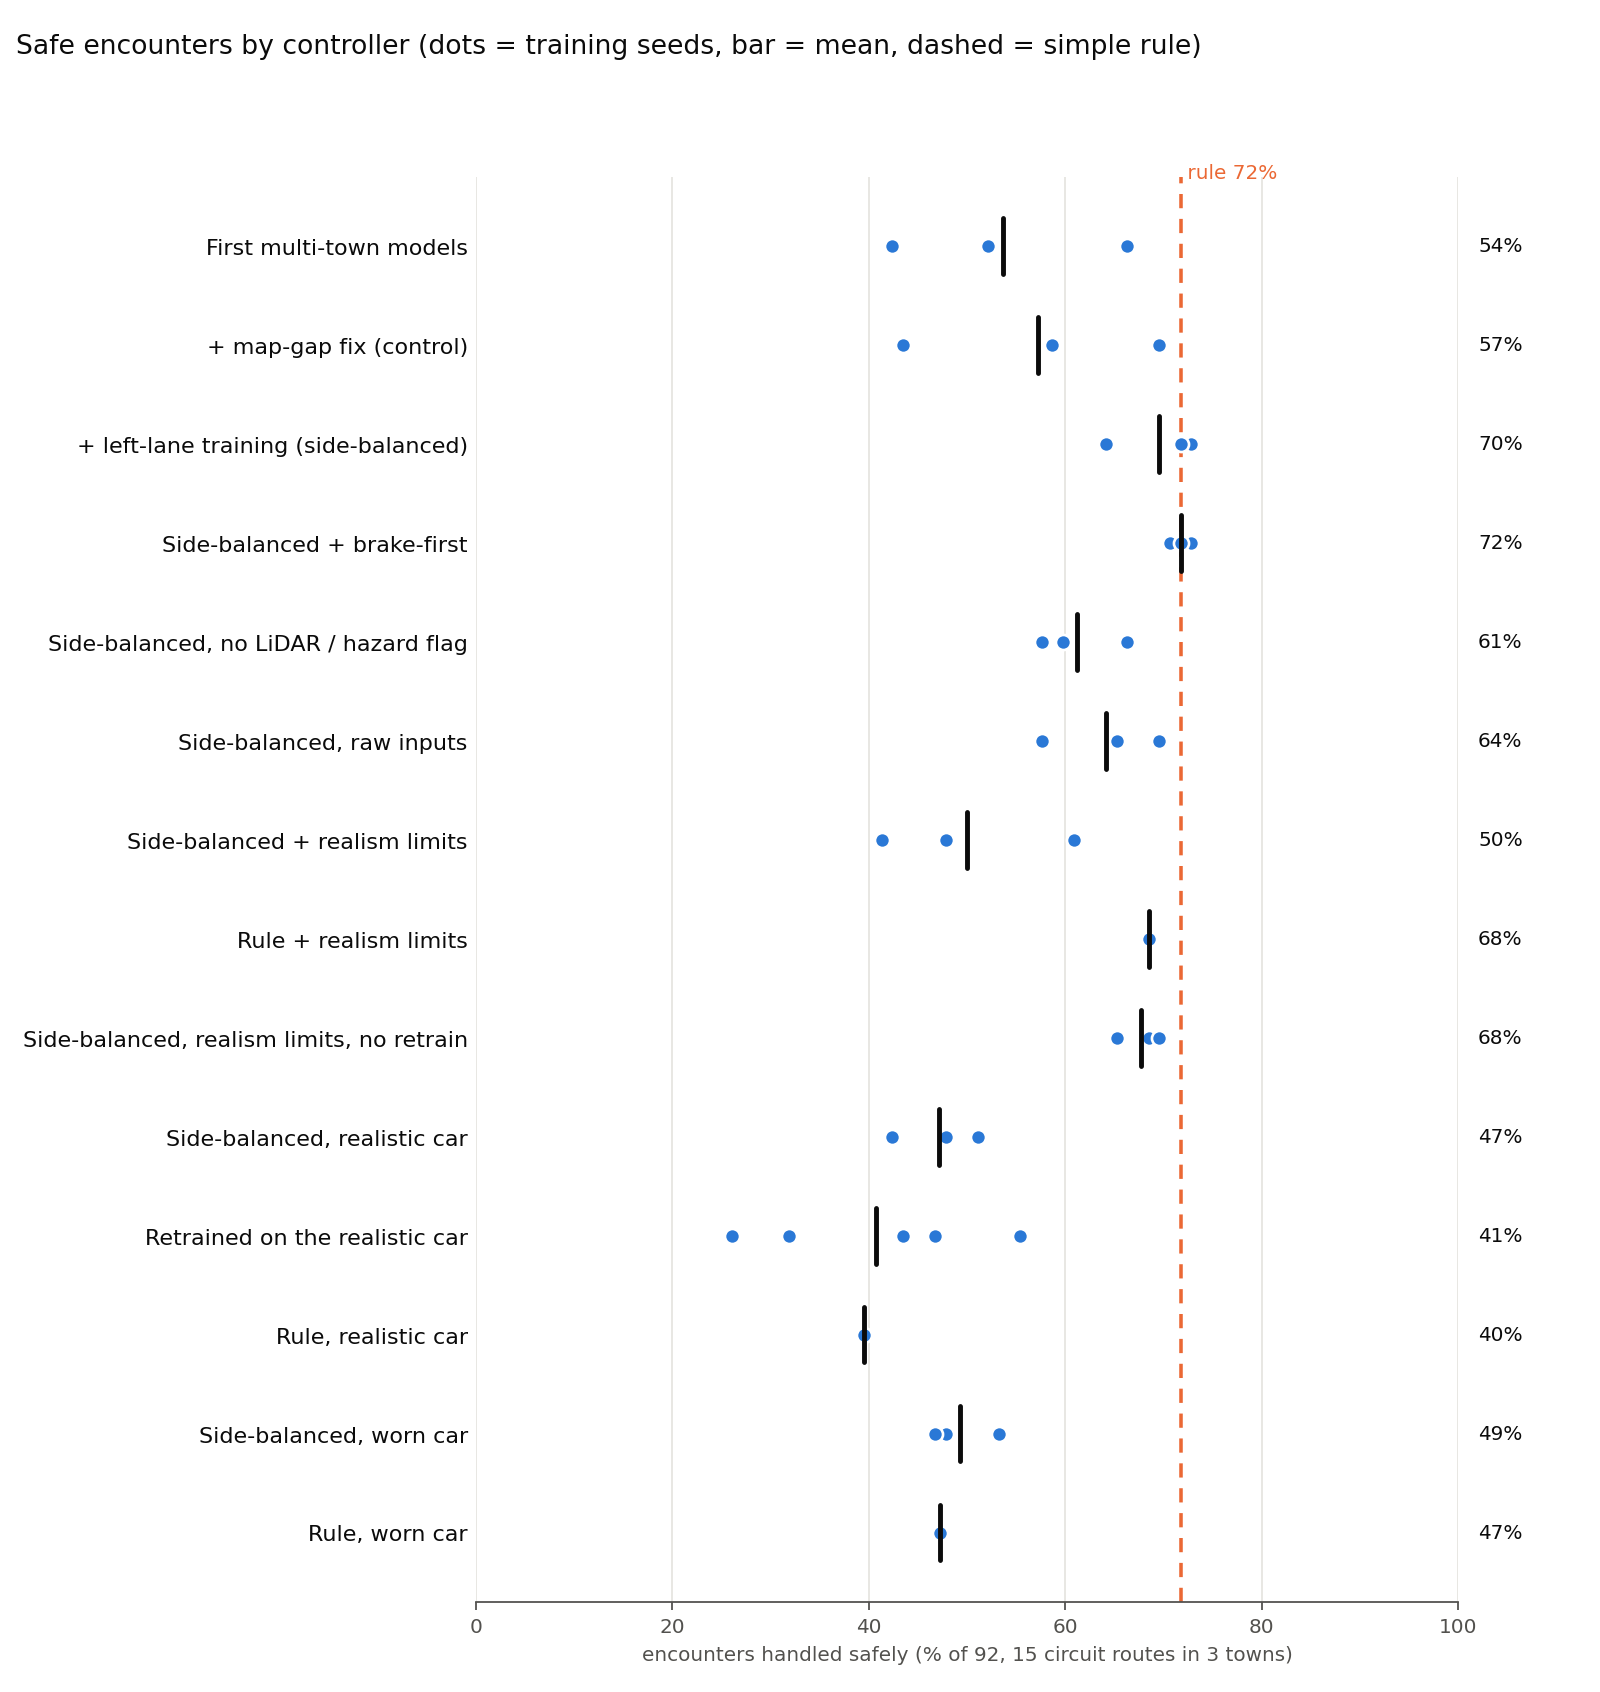 Safe encounters by controller (dots = training seeds, bar = mean, dashed = simple rule)
rule 72%
First multi-town models 54%
+ map-gap fix (control) 57%
+ left-lane training (side-balanced) 70%
Side-balanced + brake-first 72%
Side-balanced, no LiDAR / hazard flag 61%
Side-balanced, raw inputs 64%
Side-balanced + realism limits 50%
Rule + realism limits 68%
Side-balanced, realism limits, no retrain 68%
Side-balanced, realistic car 47%
Retrained on the realistic car 41%
Rule, realistic car 40%
Side-balanced, worn car 49%
Rule, worn car 47%
0 20 40 60 80 100
encounters handled safely (% of 92, 15 circuit routes in 3 towns)